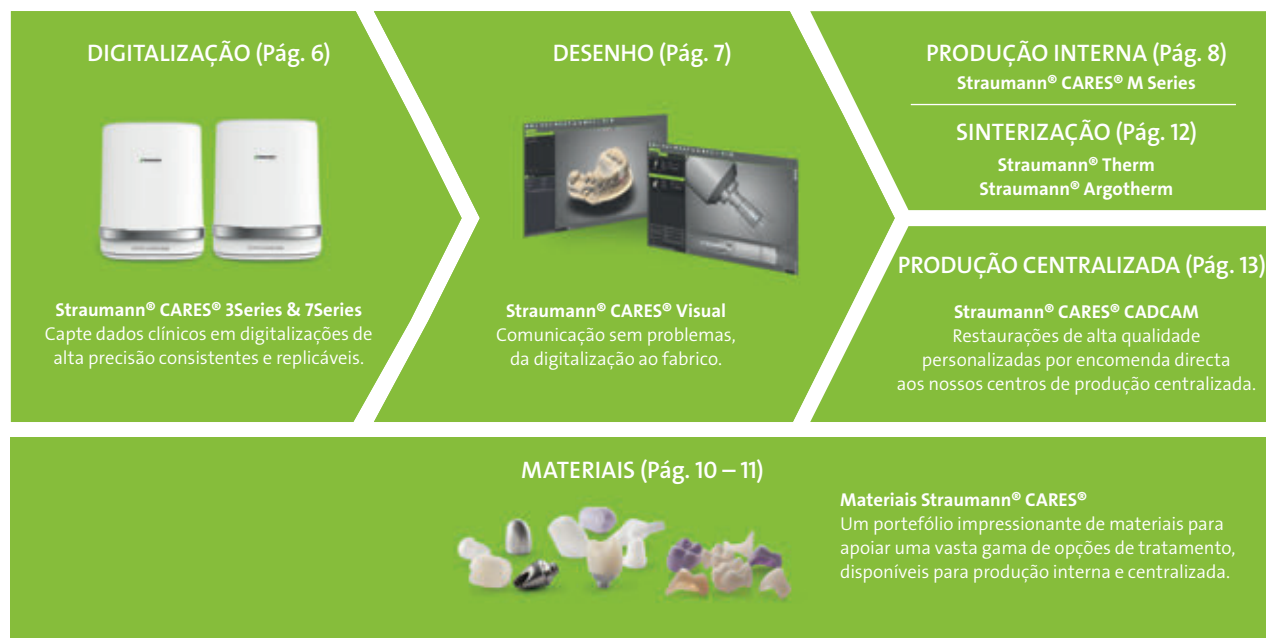 DIGITALIZAÇÃO (Pág. 6)
Straumann® CARES® 3Series & 7Series
Capte dados clínicos em digitalizações de
alta precisão consistentes e replicáveis.
DESENHO (Pág. 7)
Straumann® CARES® Visual
Comunicação sem problemas,
da digitalização ao fabrico.
PRODUÇÃO INTERNA (Pág. 8)
Straumann® CARES® M Series
SINTERIZAÇÃO (Pág. 12)
Straumann® Therm
Straumann® Argotherm
PRODUÇÃO CENTRALIZADA (Pág. 13)
Straumann® CARES® CADCAM
Restaurações de alta qualidade
personalizadas por encomenda directa
aos nossos centros de produção centralizada.
MATERIAIS (Pág. 10 – 11)
Materiais Straumann® CARES®
Um portefólio impressionante de materiais para
apoiar uma vasta gama de opções de tratamento,
disponíveis para produção interna e centralizada.